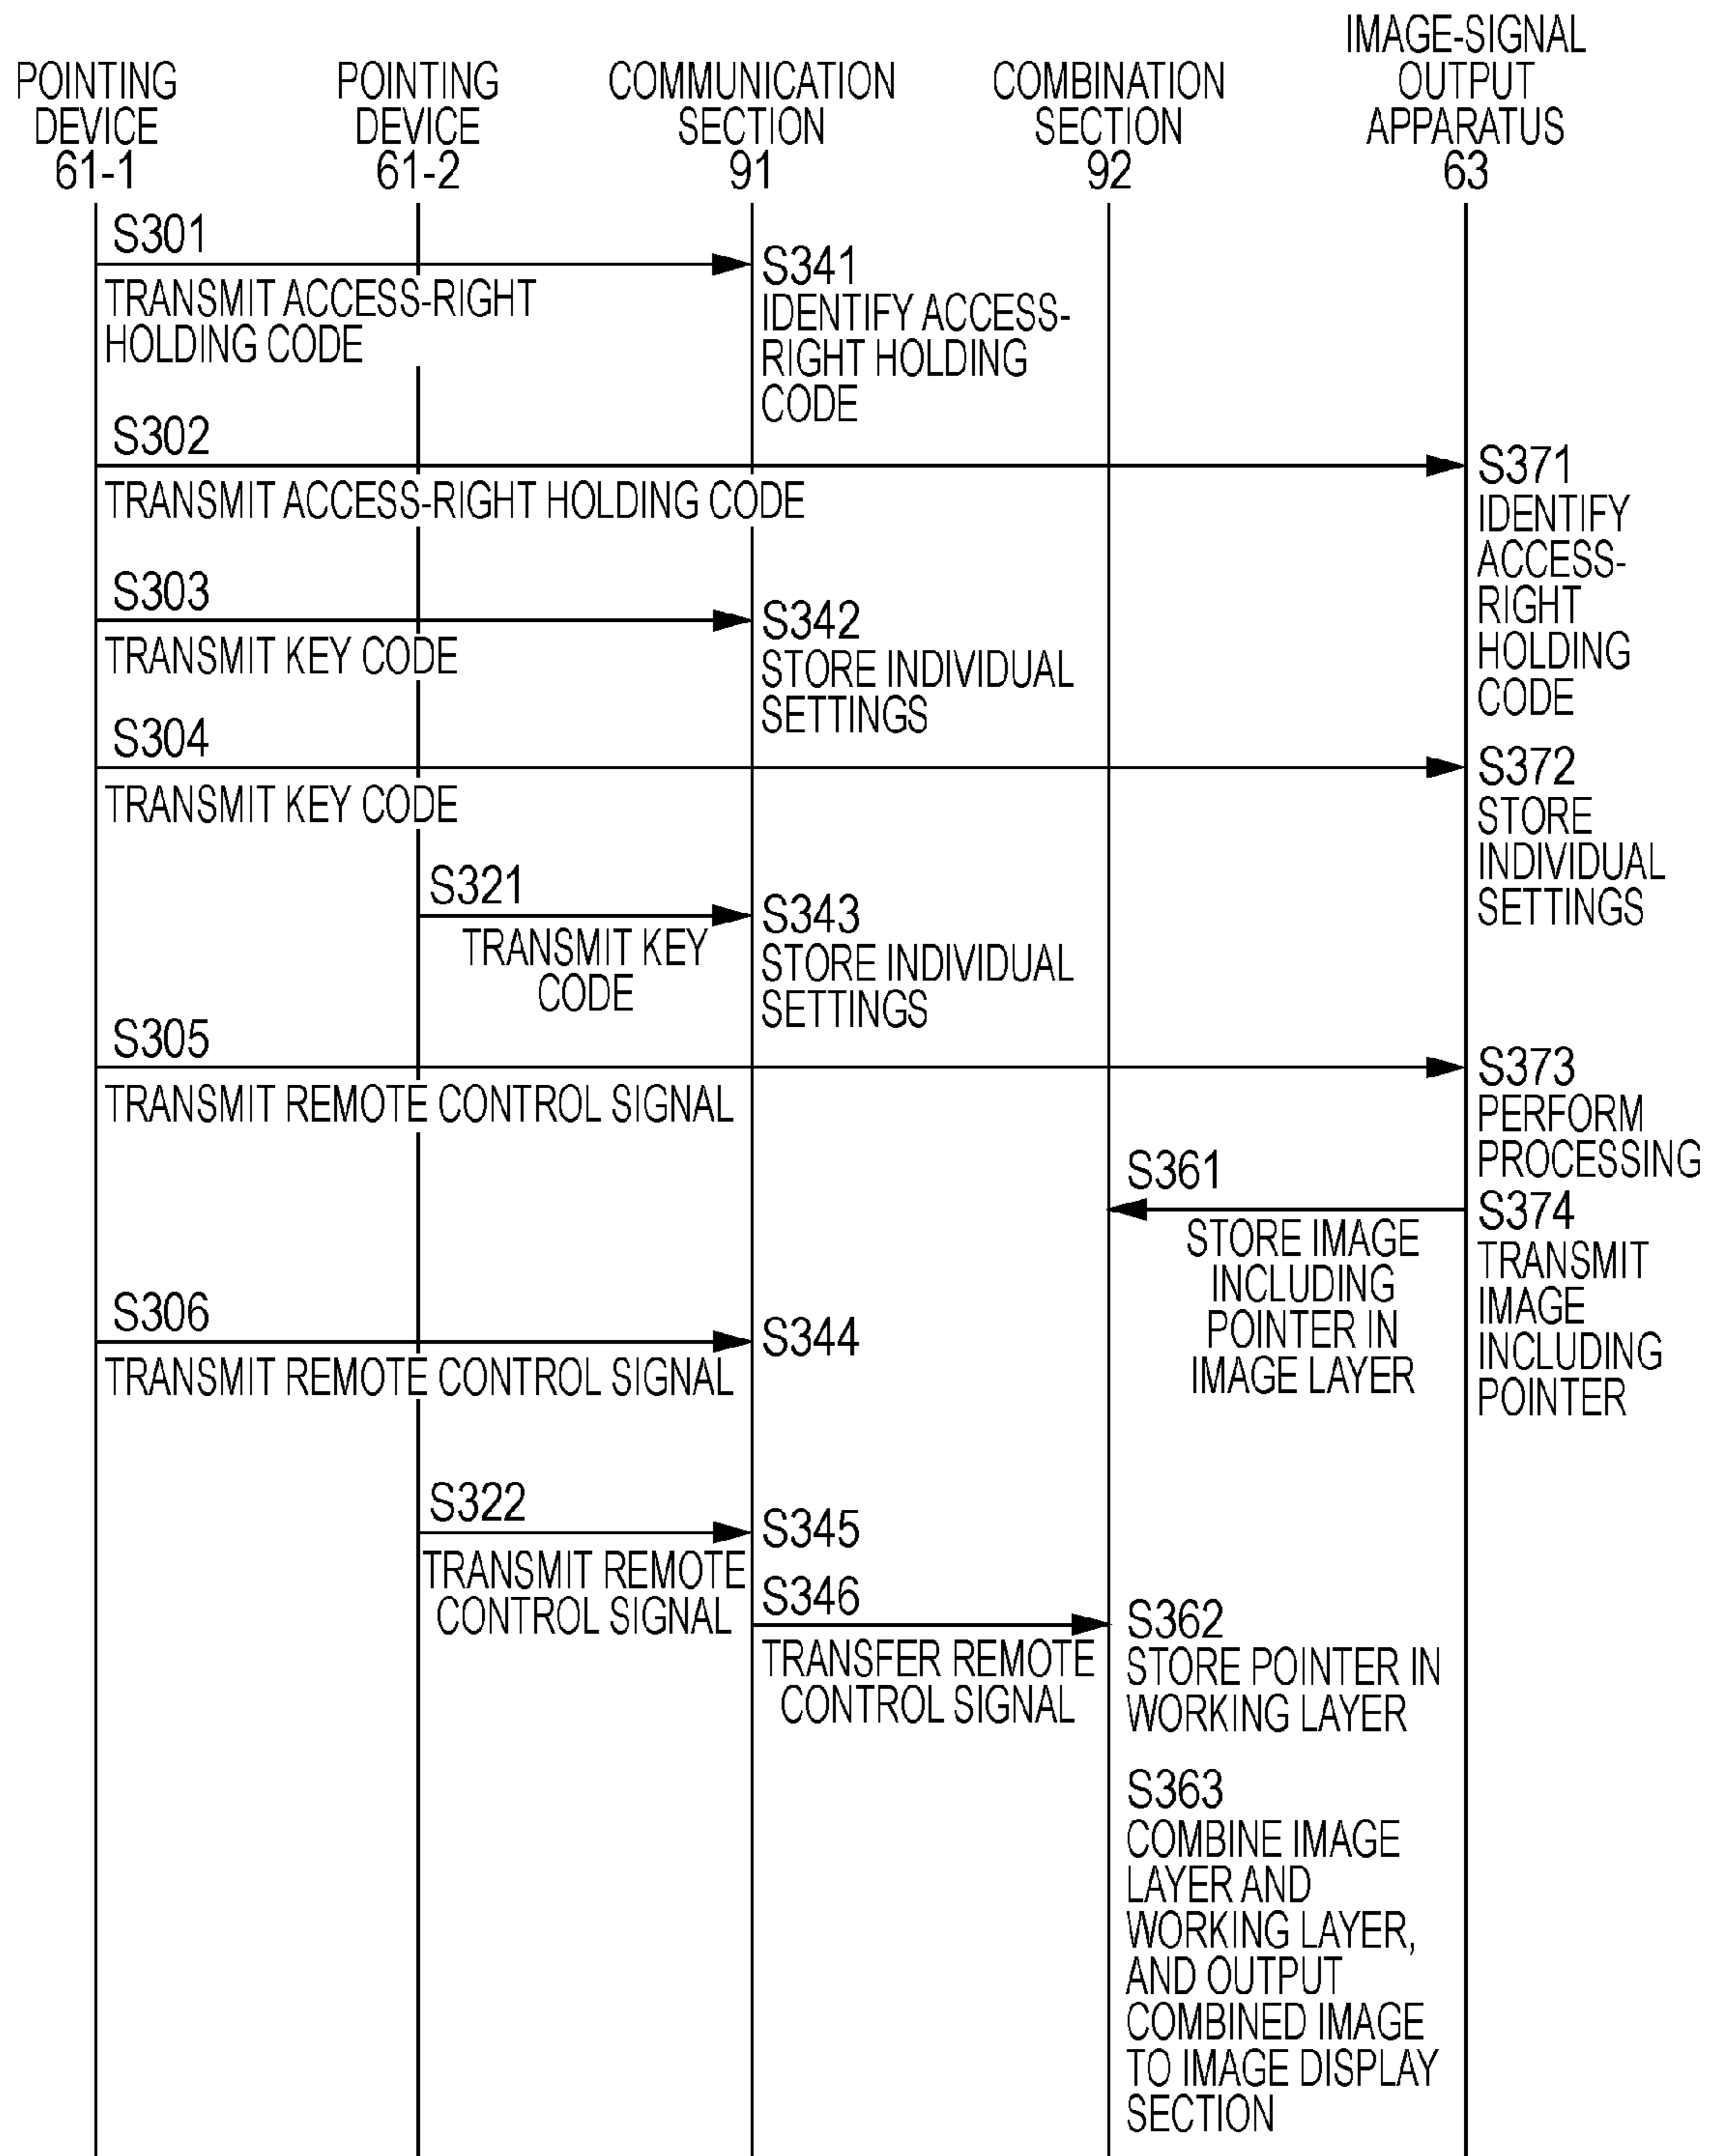 POINTING
DEVICE
61-1
POINTING
DEVICE
61-2
COMMUNICATION
SECTION
91
COMBINATION
SECTION
92
IMAGE-SIGNAL
OUTPUT
APPARATUS
63
S301
TRANSMIT ACCESS-RIGHT
HOLDING CODE
S341
IDENTIFY ACCESS-
RIGHT HOLDING
CODE
S302
TRANSMIT ACCESS-RIGHT HOLDING CODE
S371
IDENTIFY
ACCESS-
RIGHT
HOLDING
CODE
S303
TRANSMIT KEY CODE
S342
STORE INDIVIDUAL
SETTINGS
S304
TRANSMIT KEY CODE
S372
STORE
INDIVIDUAL
SETTINGS
S321
TRANSMIT KEY
CODE
S343
STORE INDIVIDUAL
SETTINGS
S305
TRANSMIT REMOTE CONTROL SIGNAL
S373
PERFORM
PROCESSING
S361
STORE IMAGE
INCLUDING
POINTER IN
IMAGE LAYER
S374
TRANSMIT
IMAGE
INCLUDING
POINTER
S306
TRANSMIT REMOTE CONTROL SIGNAL
S344
S322
TRANSMIT REMOTE
CONTROL SIGNAL
S345
S346
TRANSFER REMOTE
CONTROL SIGNAL
S362
STORE POINTER IN
WORKING LAYER
S363
COMBINE IMAGE
LAYER AND
WORKING LAYER,
AND OUTPUT
COMBINED IMAGE
TO IMAGE DISPLAY
SECTION